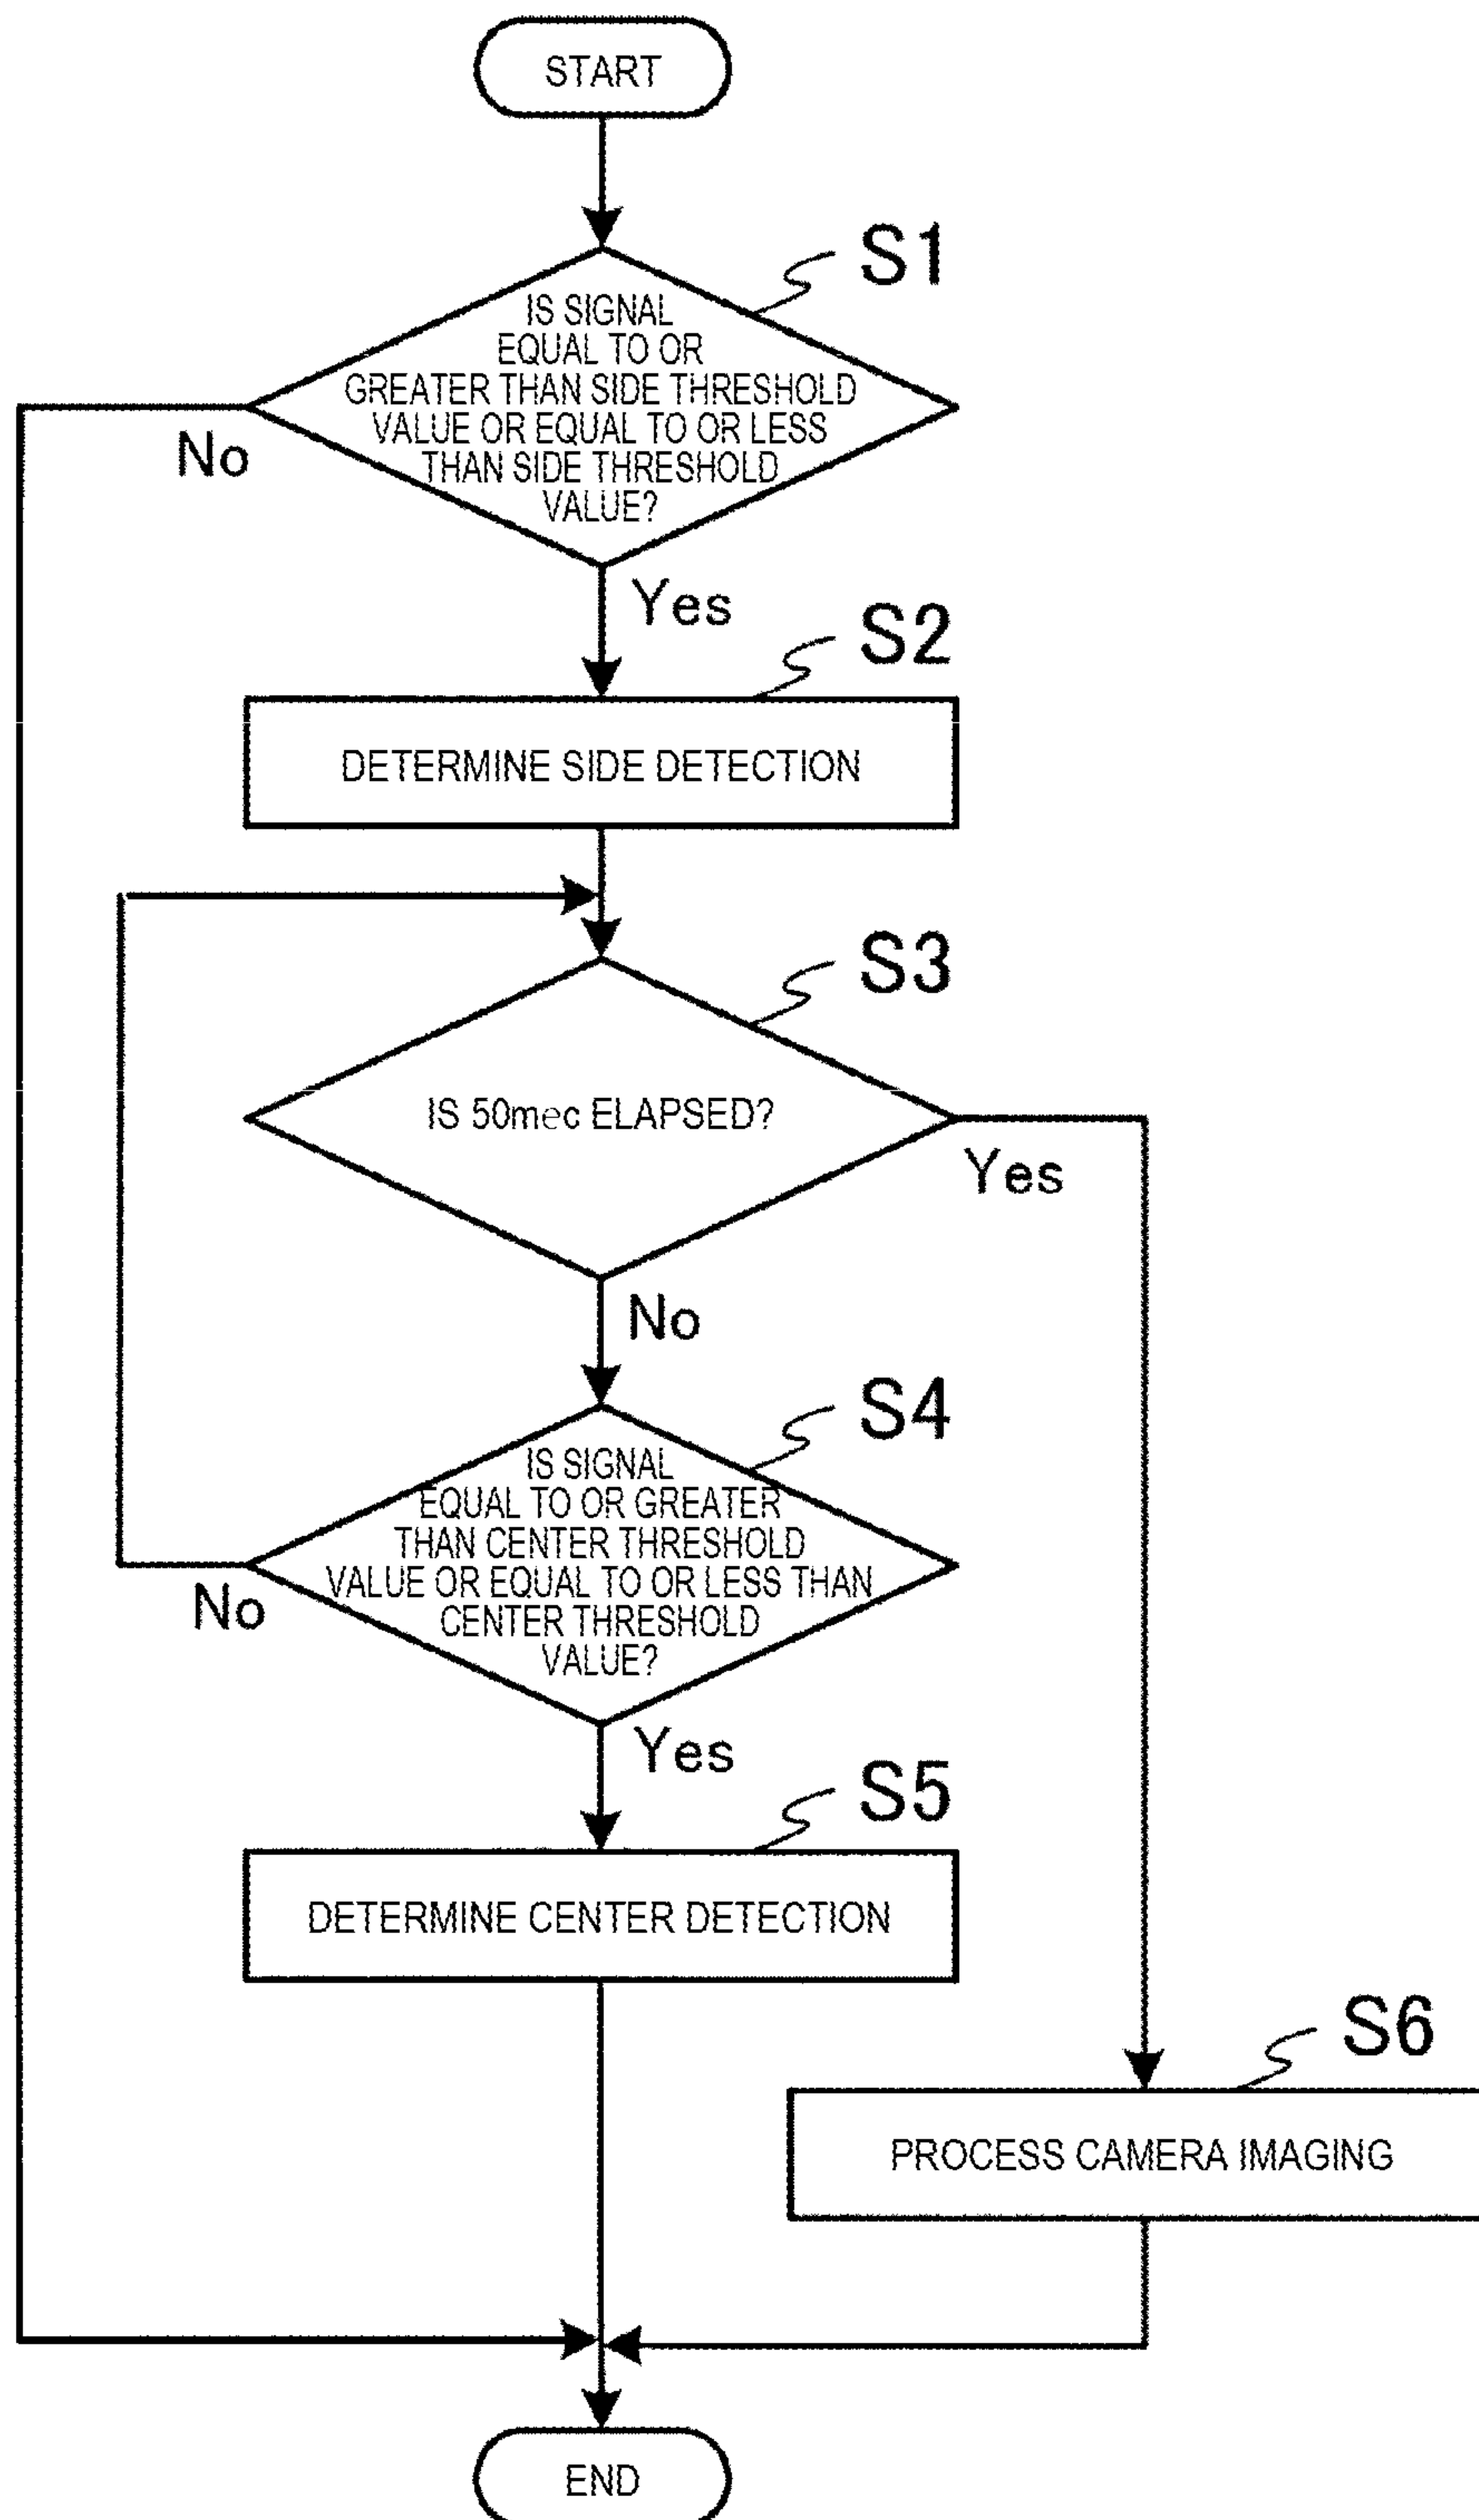 START
S1
IS SIGNAL
EQUAL TO OR
GREATER THAN SIDE THRESHOLD
VALUE OR EQUAL TO OR LESS
THAN SIDE THRESHOLD
VALUE?
No
Yes
S2
DETERMINE SIDE DETECTION
S3
IS 50mec ELAPSED?
Yes
No
S4
IS SIGNAL
EQUAL TO OR GREATER
THAN CENTER THRESHOLD
VALUE OR EQUAL TO OR LESS THAN
CENTER THRESHOLD
VALUE?
No
Yes
S5
DETERMINE CENTER DETECTION
S6
PROCESS CAMERA IMAGING
END